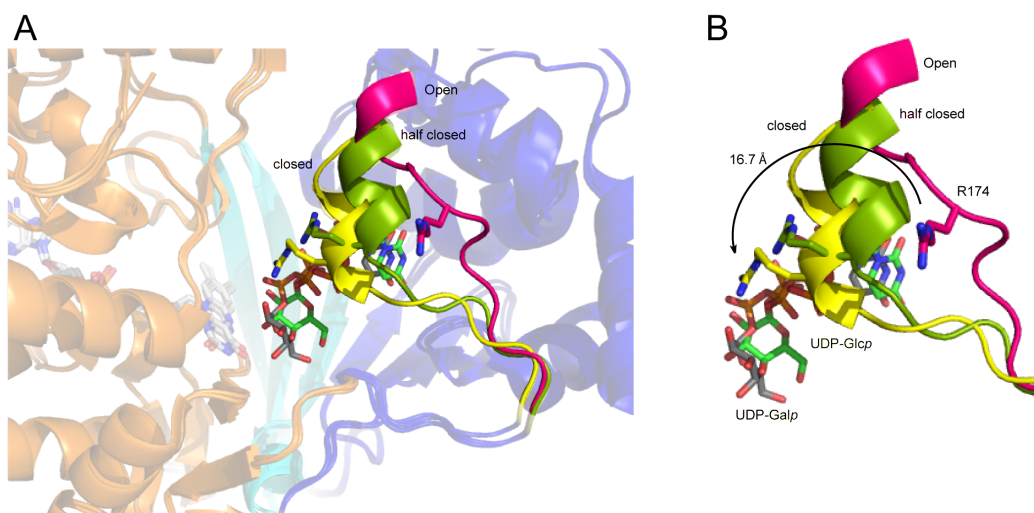 A
Open
half closed
closed
B
Open
half closed
closed
16.7 Å
R174
UDP-Glcp
UDP-Galp